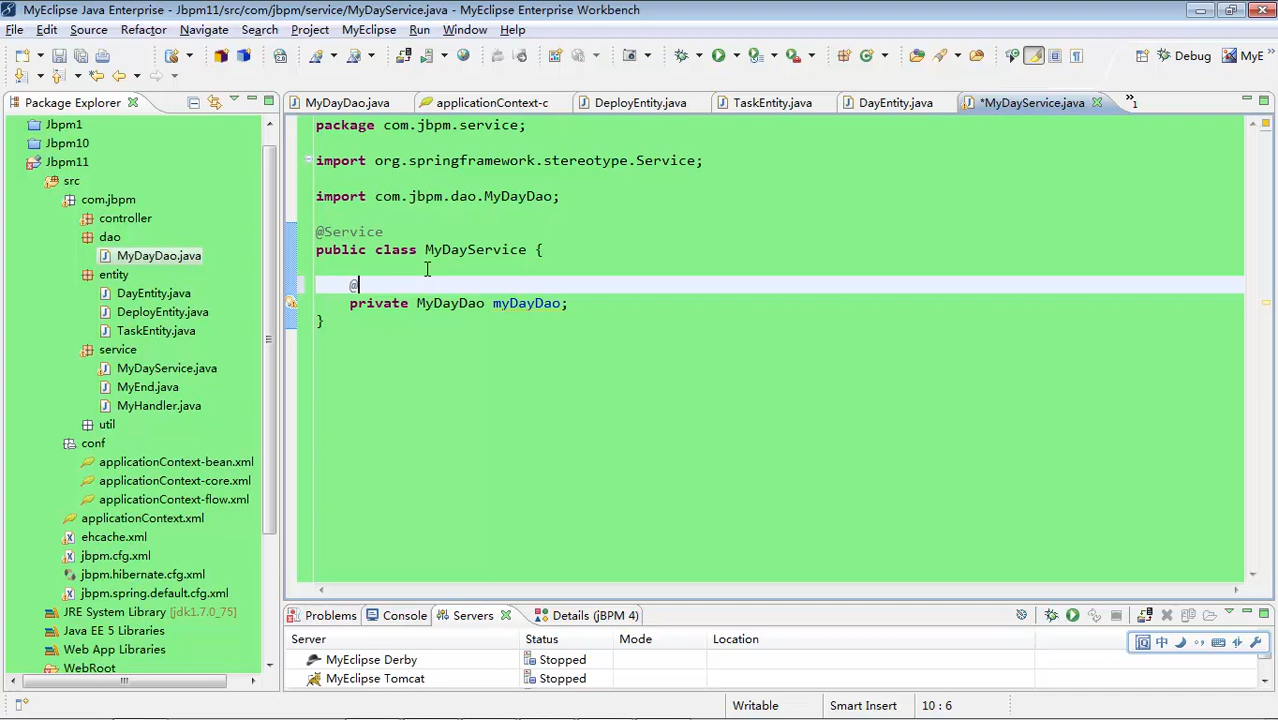 MyEclipse Java Enterprise - Jbpm11/src/com/jbpm/service/MyDayService.java - MyEclipse Enterprise Workbench
File Edit Source Refactor Navigate Search Project MyEclipse Run Window Help
Debug MyE
Package Explorer
MyDayDao.java applicationContext-c DeployEntity.java TaskEntity.java DayEntity.java *MyDayService.java »1
Jbpm1
Jbpm10
Jbpm11
src
com.jbpm
controller
dao
MyDayDao.java
entity
DayEntity.java
DeployEntity.java
TaskEntity.java
service
MyDayService.java
MyEnd.java
MyHandler.java
util
conf
applicationContext-bean.xml
applicationContext-core.xml
applicationContext-flow.xml
applicationContext.xml
ehcache.xml
jbpm.cfg.xml
jbpm.hibernate.cfg.xml
jbpm.spring.default.cfg.xml
JRE System Library [jdk1.7.0_75]
Java EE 5 Libraries
Web App Libraries
WebRoot
package com.jbpm.service;
import org.springframework.stereotype.Service;
import com.jbpm.dao.MyDayDao;
@Service
public class MyDayService {
@
private MyDayDao myDayDao;
}
Problems Console Servers Details (jBPM 4)
Server Status Mode Location
MyEclipse Derby Stopped
MyEclipse Tomcat Stopped
中
Writable Smart Insert 10 : 6